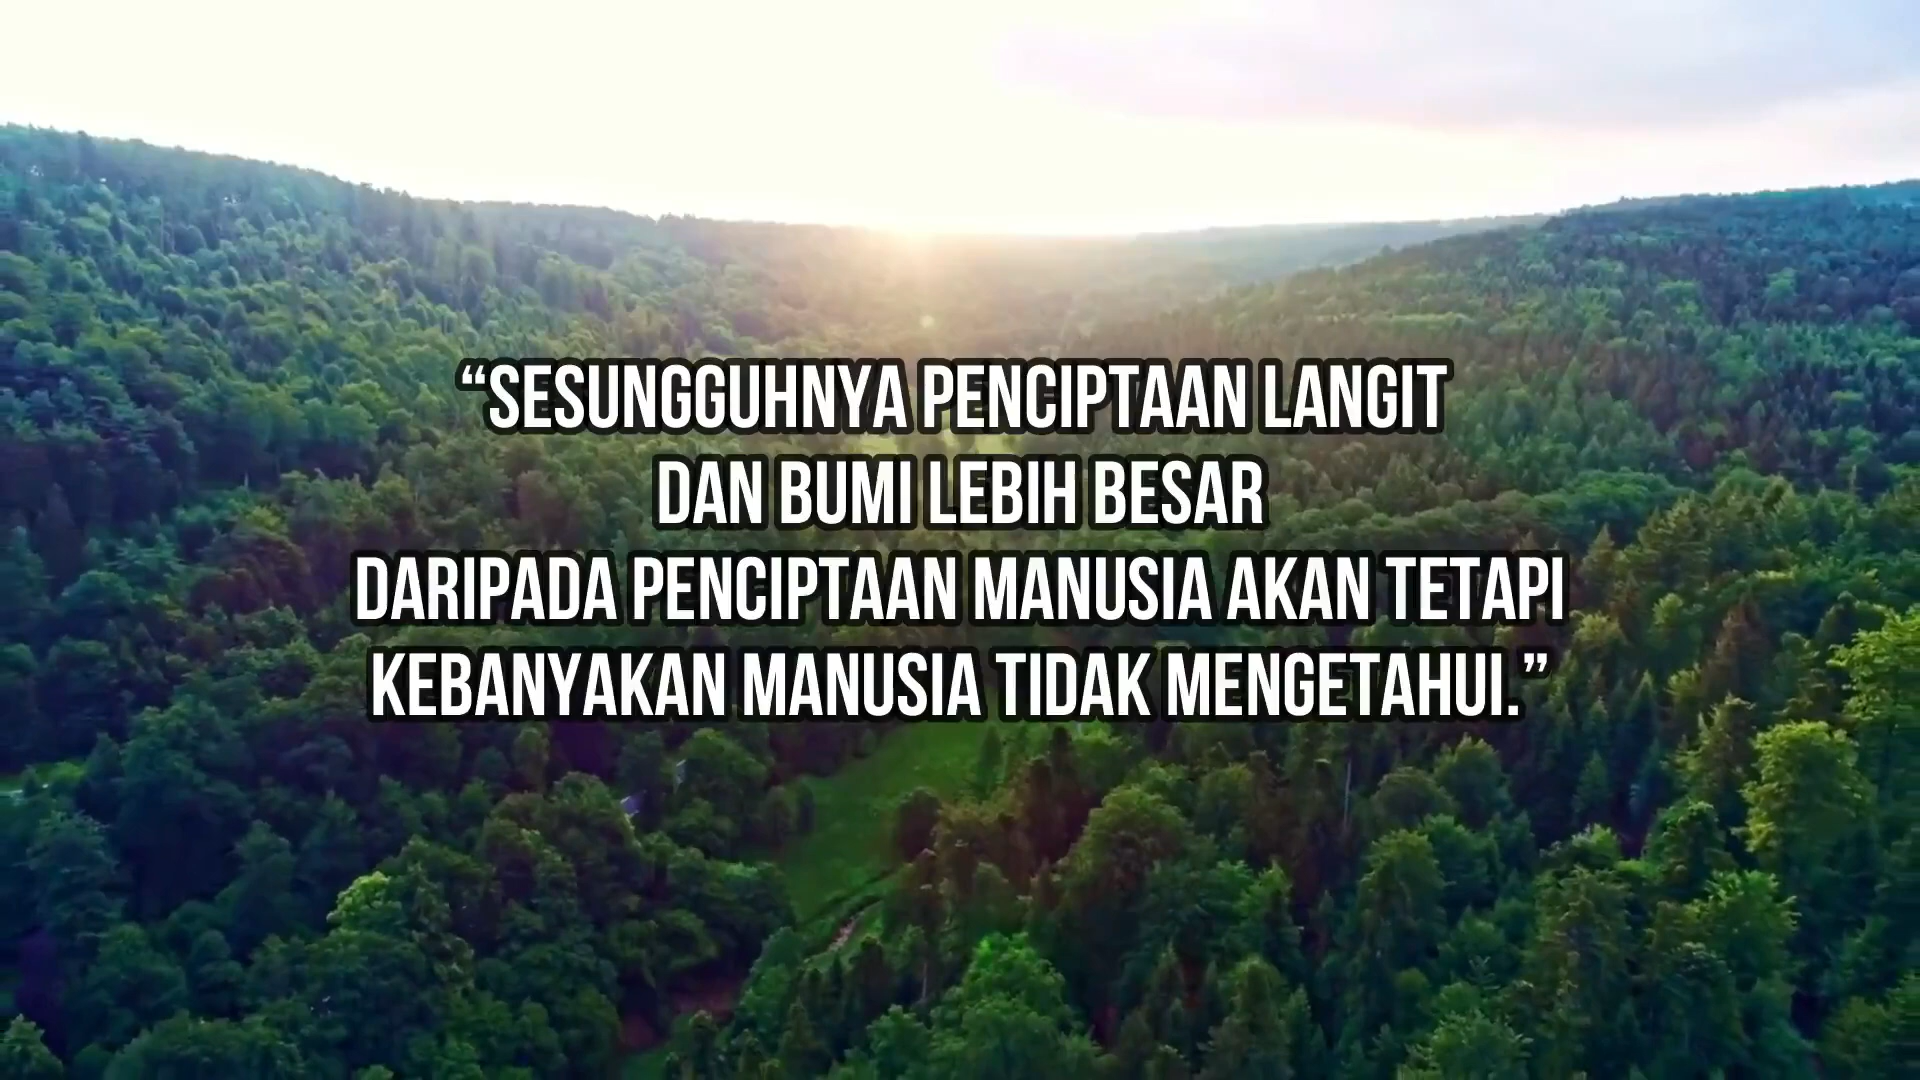 “SESUNGGUHNYA PENCIPTAAN LANGIT
DAN BUMI LEBIH BESAR
DARIPADA PENCIPTAAN MANUSIA AKAN TETAPI
KEBANYAKAN MANUSIA TIDAK MENGETAHUI.”